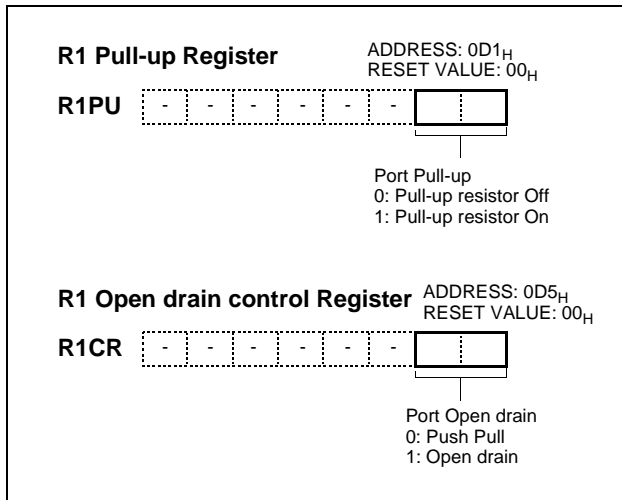 R1 Pull-up Register
ADDRESS: 0D1H
RESET VALUE: 00H
R1PU - - - - - -
Port Pull-up
0: Pull-up resistor Off
1: Pull-up resistor On
R1 Open drain control Register
ADDRESS: 0D5H
RESET VALUE: 00H
R1CR - - - - - -
Port Open drain
0: Push Pull
1: Open drain